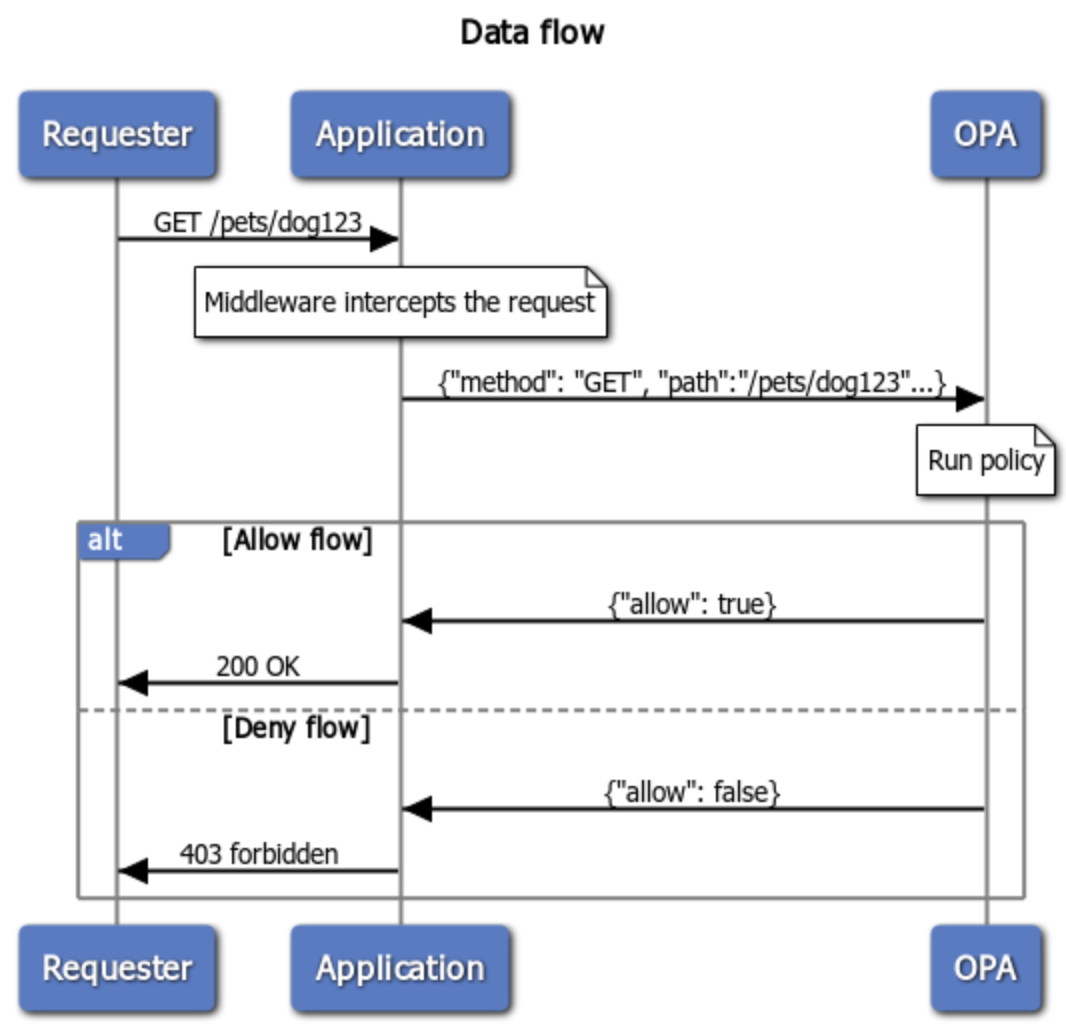 Data flow
Requester Application OPA
GET /pets/dog123
Middleware intercepts the request
{"method": "GET", "path":"/pets/dog123"...}
Run policy
alt [Allow flow]
{"allow": true}
200 OK
[Deny flow]
{"allow": false}
403 forbidden
Requester Application OPA